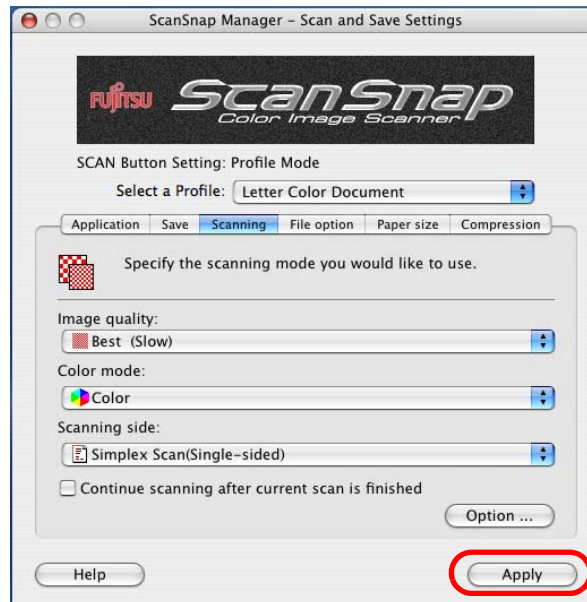 ScanSnap Manager – Scan and Save Settings
FUJITSU ScanSnap
Color Image Scanner
SCAN Button Setting: Profile Mode
Select a Profile: Letter Color Document
Application Save Scanning File option Paper size Compression
Specify the scanning mode you would like to use.
Image quality:
Best (Slow)
Color mode:
Color
Scanning side:
Simplex Scan(Single-sided)
Continue scanning after current scan is finished
Option ...
Help Apply